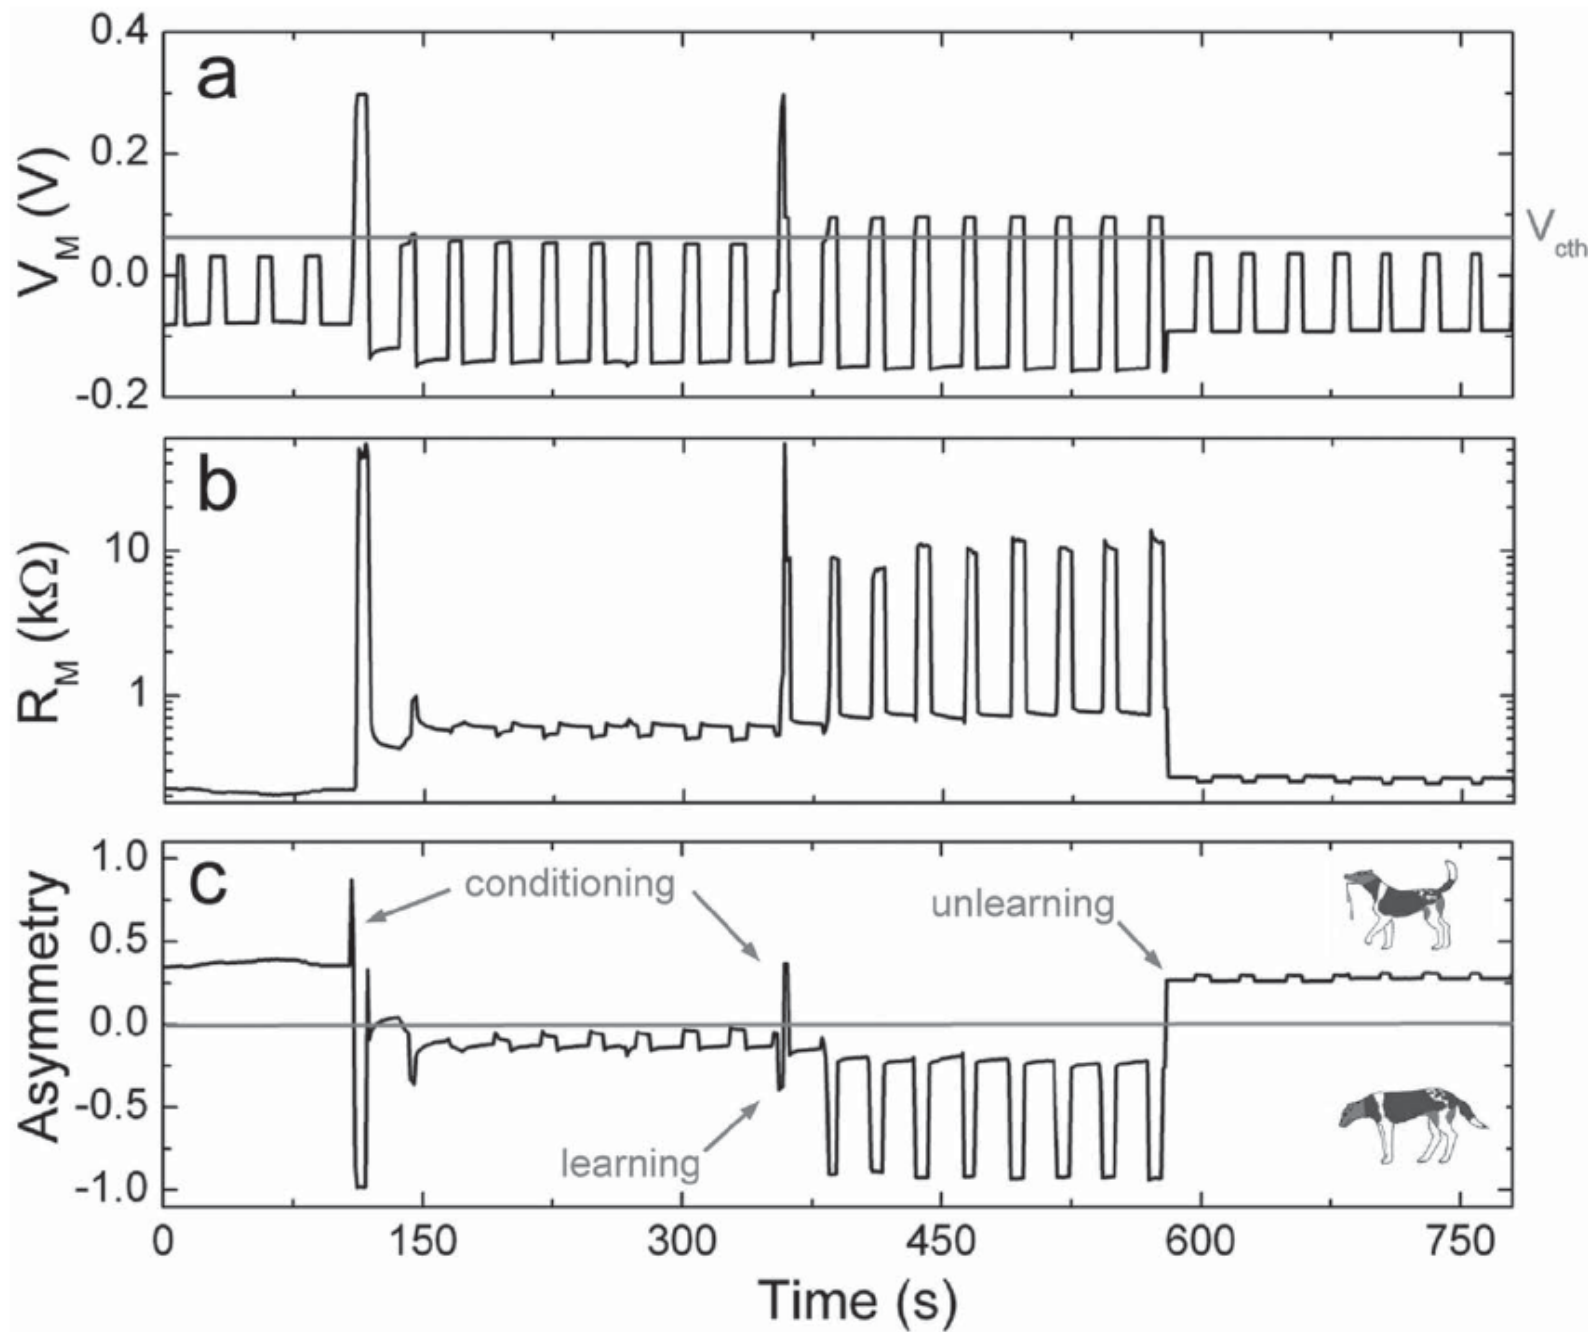 0.4
a
0.2
V_M (V)
0.0
-0.2
V_cth
b
10
R_M (kΩ)
1
c
1.0
conditioning
unlearning
0.5
0.0
Asymmetry
-0.5
learning
-1.0
0 150 300 450 600 750
Time (s)